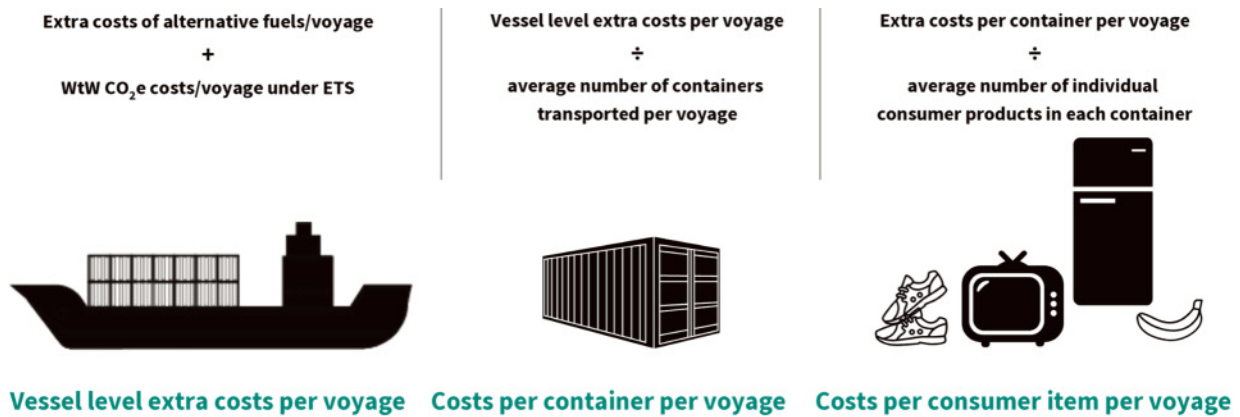 Extra costs of alternative fuels/voyage
+
WtW CO₂e costs/voyage under ETS
Vessel level extra costs per voyage
Vessel level extra costs per voyage
÷
average number of containers
transported per voyage
Costs per container per voyage
Extra costs per container per voyage
÷
average number of individual
consumer products in each container
Costs per consumer item per voyage